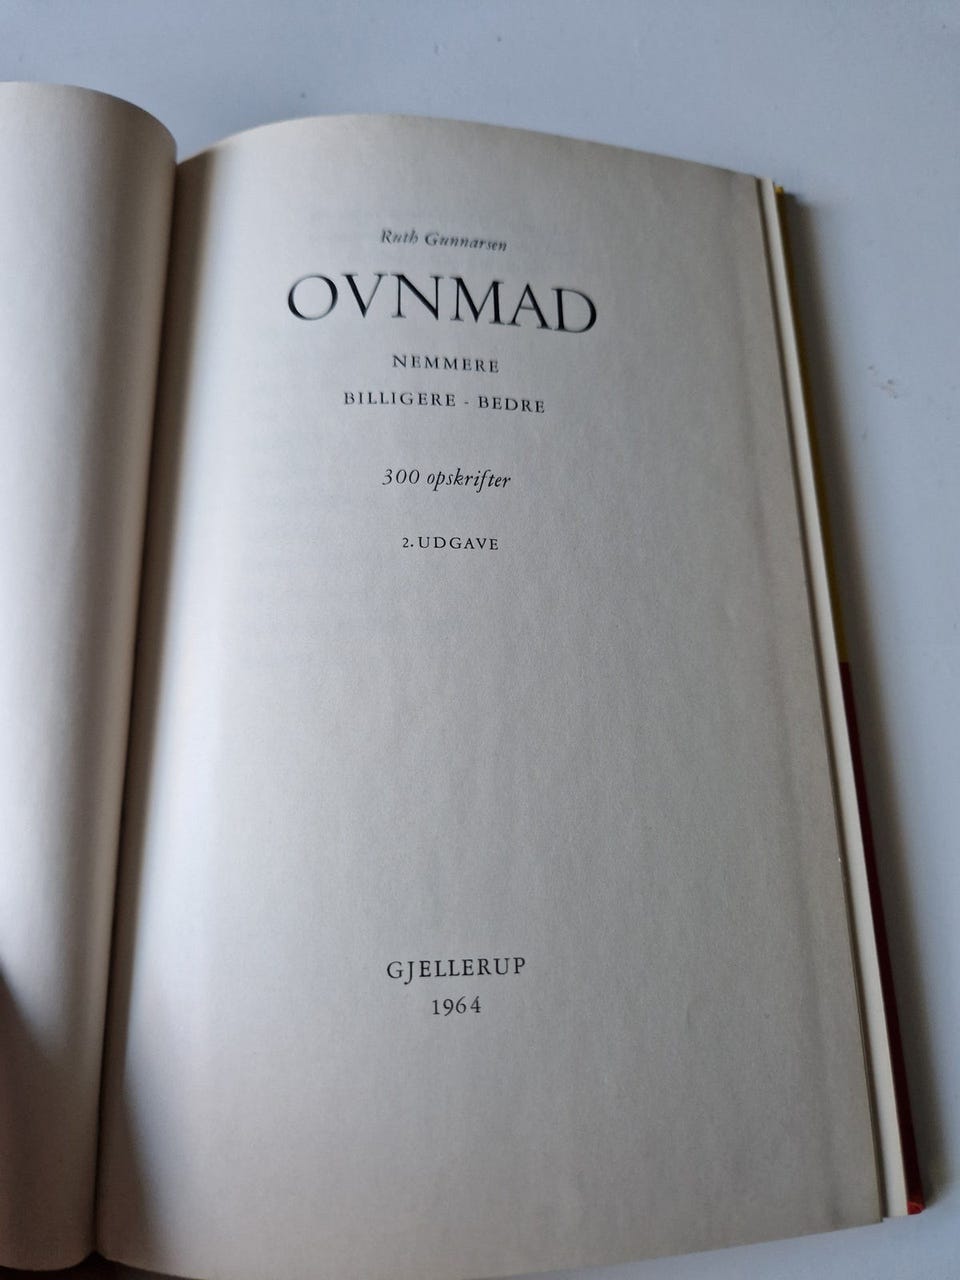 Ruth Gunnarsen
OVNMAD
NEMMERE
BILLIGERE - BEDRE
300 opskrifter
2. UDGAVE
GJELLERUP
1964